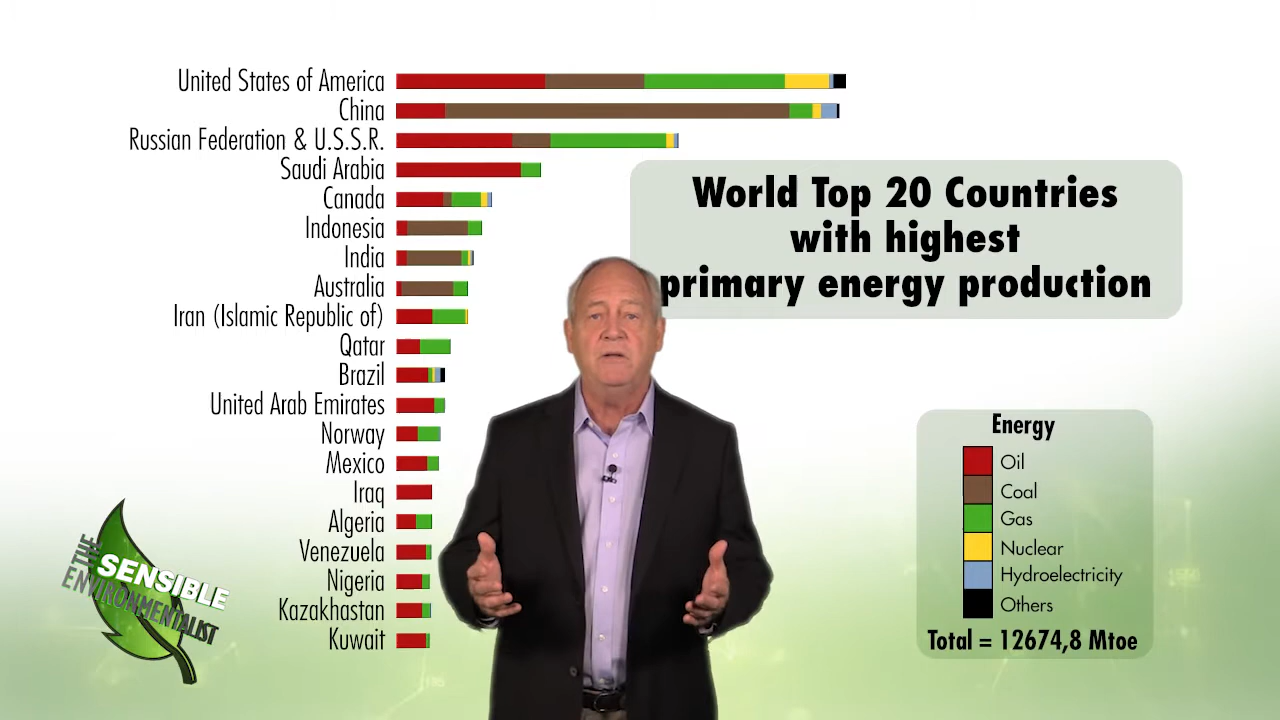 United States of America
China
Russian Federation & U.S.S.R.
Saudi Arabia
Canada
Indonesia
India
Australia
Iran (Islamic Republic of)
Qatar
Brazil
United Arab Emirates
Norway
Mexico
Iraq
Algeria
Venezuela
Nigeria
Kazakhastan
Kuwait
World Top 20 Countries
with highest
primary energy production
Energy
Oil
Coal
Gas
Nuclear
Hydroelectricity
Others
Total = 12674,8 Mtoe
THE
SENSIBLE
ENVIRONMENTALIST